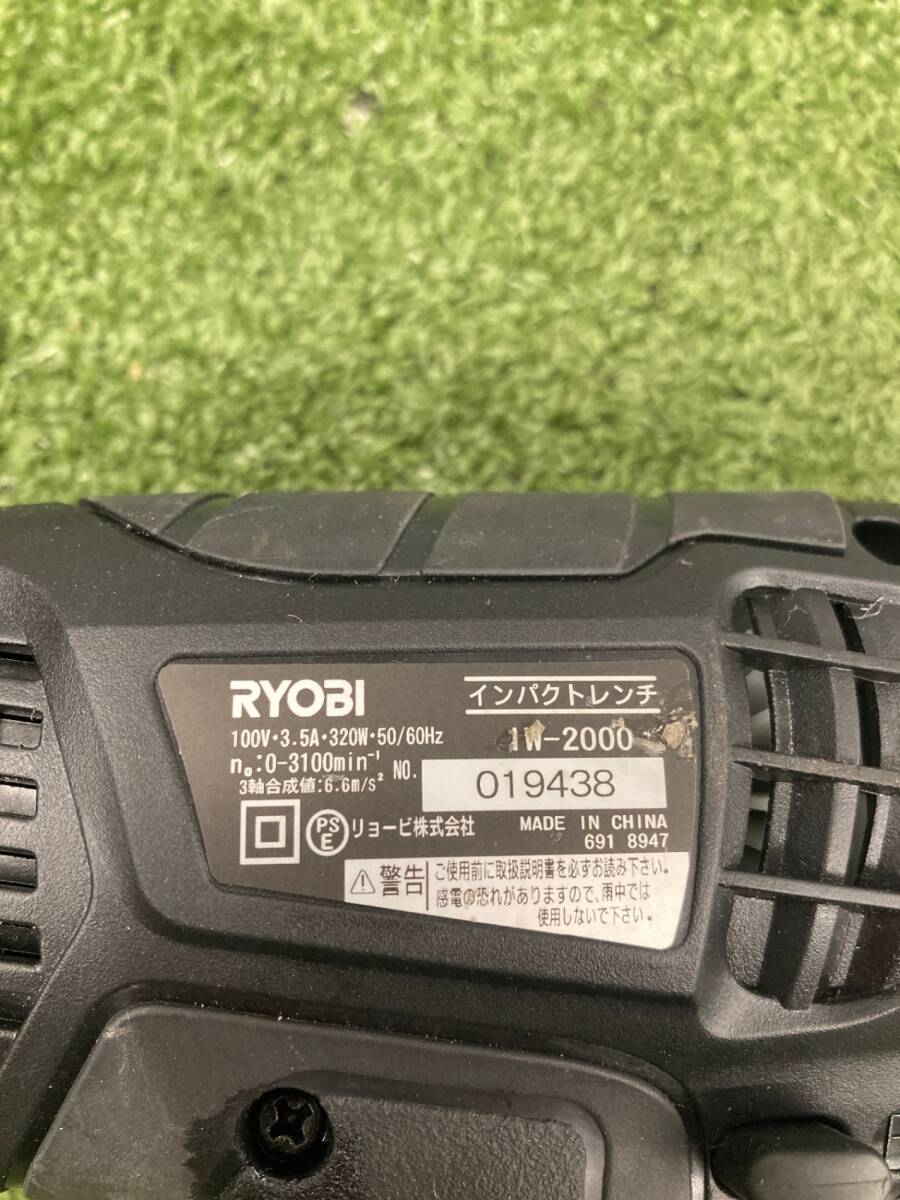 RYOBI
インパクトレンチ
100V・3.5A・320W・50/60Hz
IW-2000
n₀:0-3100min⁻¹
3軸合成値:6.6m/s²
NO.
019438
PS
E
リョービ株式会社
MADE IN CHINA
691 8947
警告
ご使用前に取扱説明書を必ずお読み下さい。
感電の恐れがありますので、雨中では
使用しないで下さい。